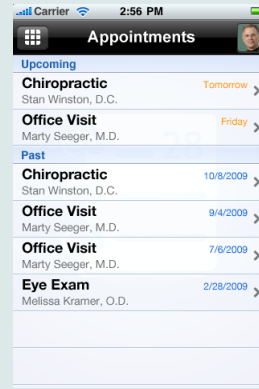 Carrier 2:56 PM
Appointments
Upcoming
Chiropractic Tomorrow
Stan Winston, D.C.
Office Visit Friday
Marty Seeger, M.D.
Past
Chiropractic 10/8/2009
Stan Winston, D.C.
Office Visit 9/4/2009
Marty Seeger, M.D.
Office Visit 7/6/2009
Marty Seeger, M.D.
Eye Exam 2/28/2009
Melissa Kramer, O.D.